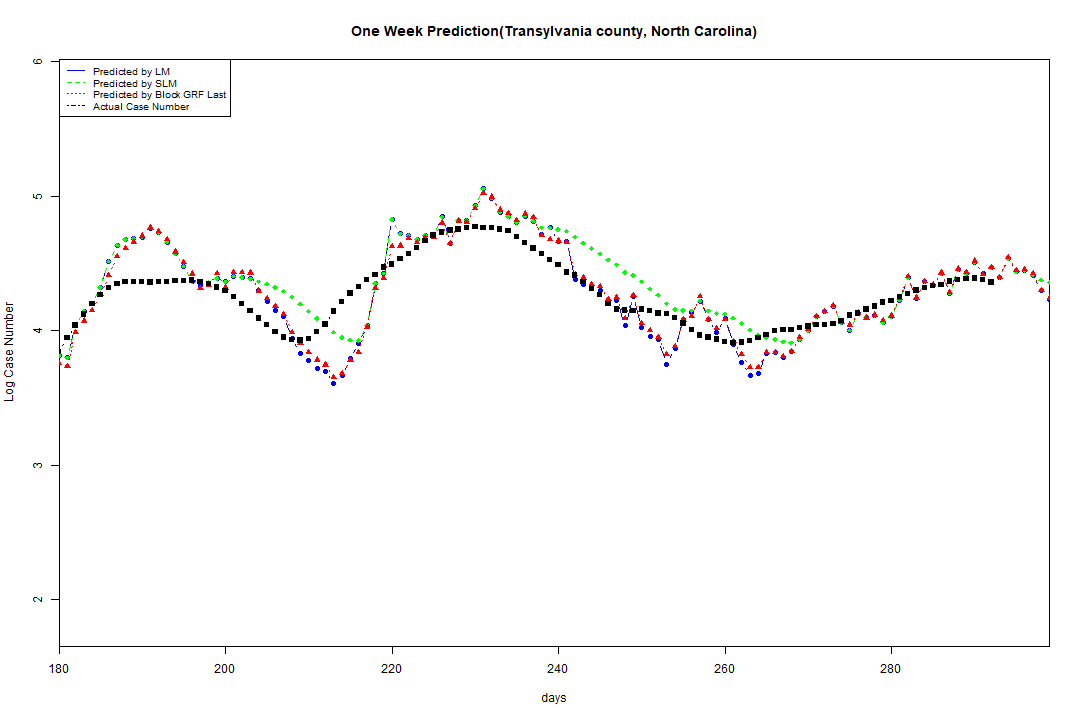 One Week Prediction(Transylvania county, North Carolina)
Predicted by LM
Predicted by SLM
Predicted by Block GRF Last
Actual Case Number
6
5
4
3
2
Log Case Number
180 200 220 240 260 280
days